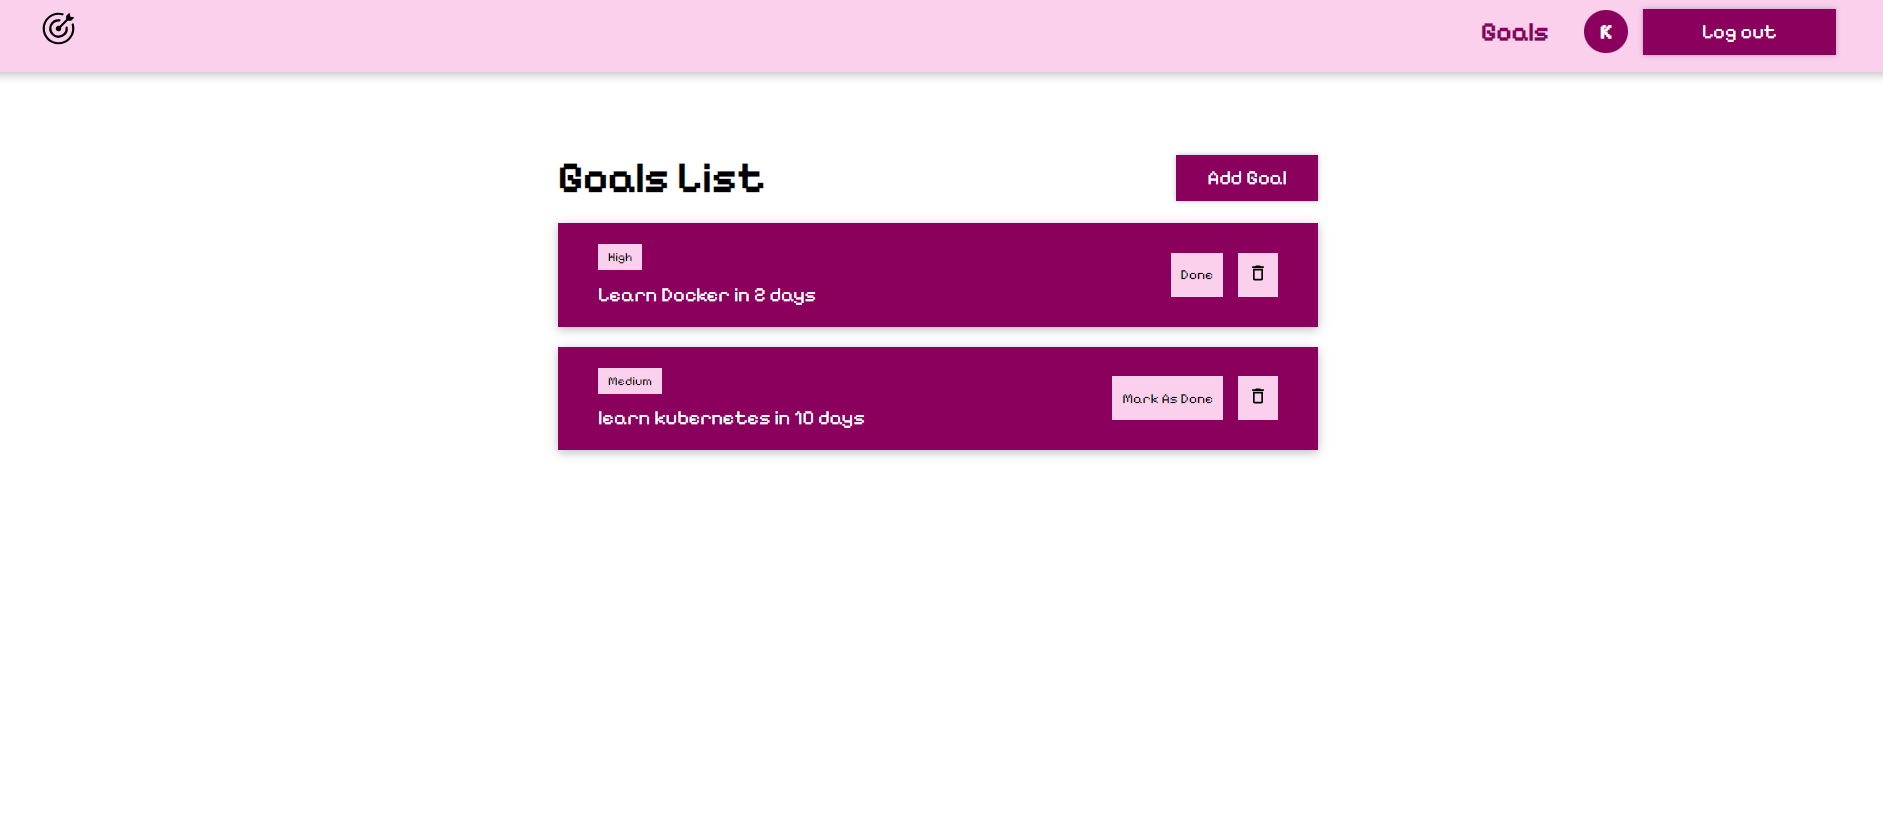 Goals
K
Log out
Goals List
Add Goal
High
Learn Docker in 2 days
Done
Medium
learn kubernetes in 10 days
Mark As Done